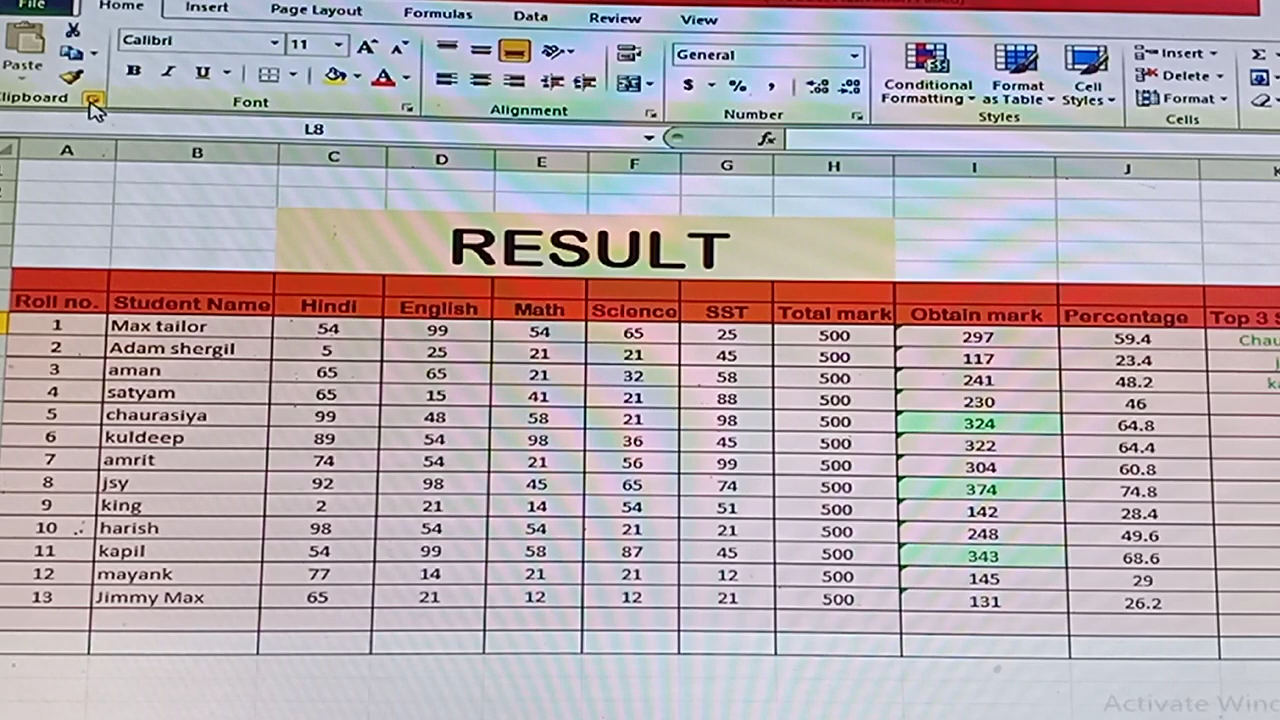 File Home Insert Page Layout Formulas Data Review View
Calibri 11 A A General
Paste B I U A $ % , .00 .00 Conditional Formatting Format as Table Cell Styles Insert Delete Format Σ
lipboard Font Alignment Number Styles Cells
L8 fx
A B C D E F G H I J K
RESULT
Roll no. Student Name Hindi English Math Science SST Total mark Obtain mark Percentage Top 3 s
1 Max tailor 54 99 54 65 25 500 297 59.4 Chau
2 Adam shergil 5 25 21 21 45 500 117 23.4 j
3 aman 65 65 21 32 58 500 241 48.2 k
4 satyam 65 15 41 21 88 500 230 46
5 chaurasiya 99 48 58 21 98 500 324 64.8
6 kuldeep 89 54 98 36 45 500 322 64.4
7 amrit 74 54 21 56 99 500 304 60.8
8 jsy 92 98 45 65 74 500 374 74.8
9 king 2 21 14 54 51 500 142 28.4
10 harish 98 54 54 21 21 500 248 49.6
11 kapil 54 99 58 87 45 500 343 68.6
12 mayank 77 14 21 21 12 500 145 29
13 Jimmy Max 65 21 12 12 21 500 131 26.2
Activate Wind